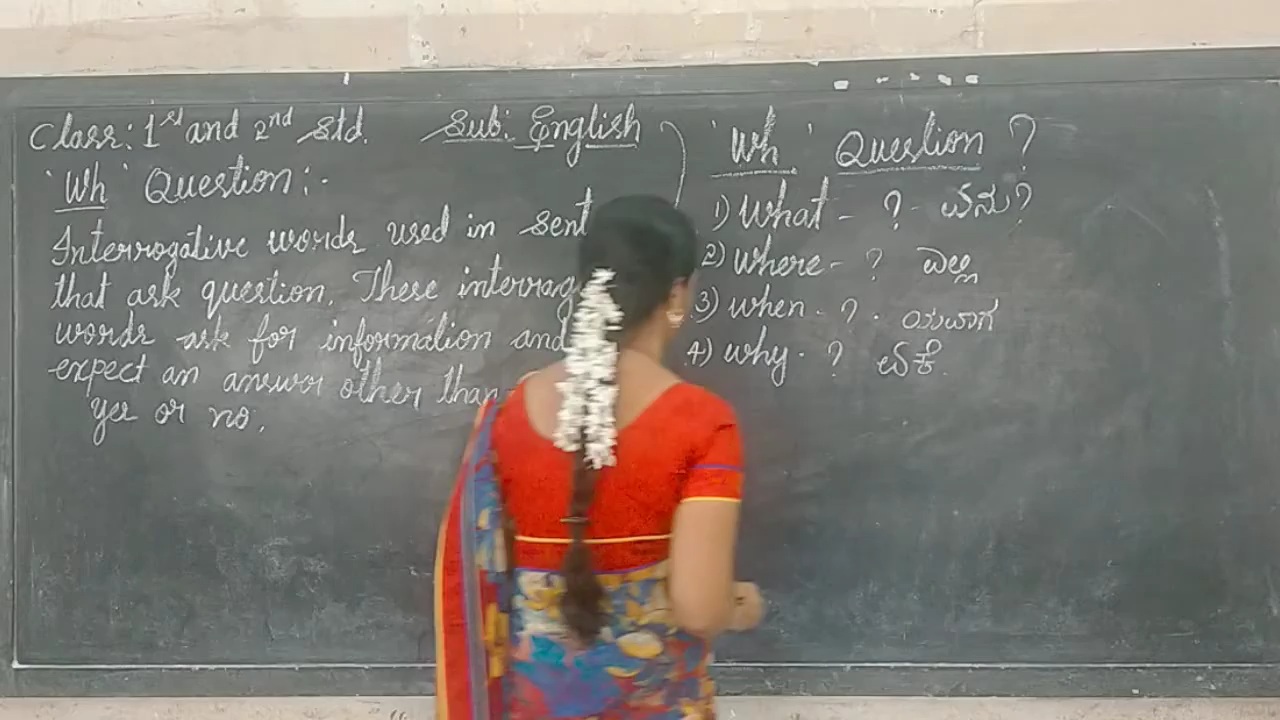 Class: 1st and 2nd Std. Sub: English
'Wh' Question :-
Interrogative words used in sent
that ask question. These interrag
words ask for information and
expect an answer other than
yes or no.
'Wh' Question ?
1) What - ? - ಏನು?
2) where - ? ಎಲ್ಲಿ
3) when - ? - ಯಾವಾಗ
4) why - ? ಏಕೆ.